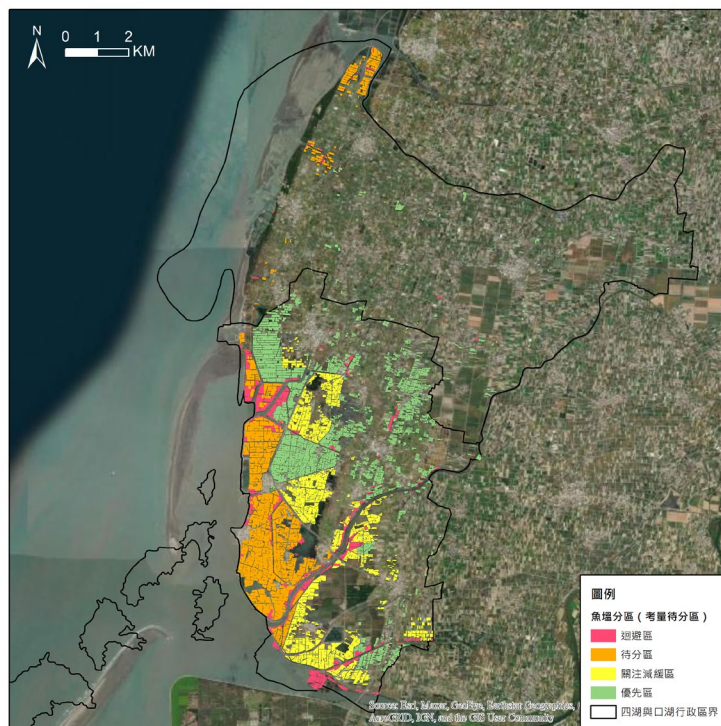 N
0 1 2
KM
圖例
魚塭分區（考量待分區）
迴避區
待分區
關注減緩區
優先區
四湖與口湖行政區界
Source: Esri, Maxar, GeoEye, Earthstar Geographics,
AeroGRID, IGN, and the GIS User Community